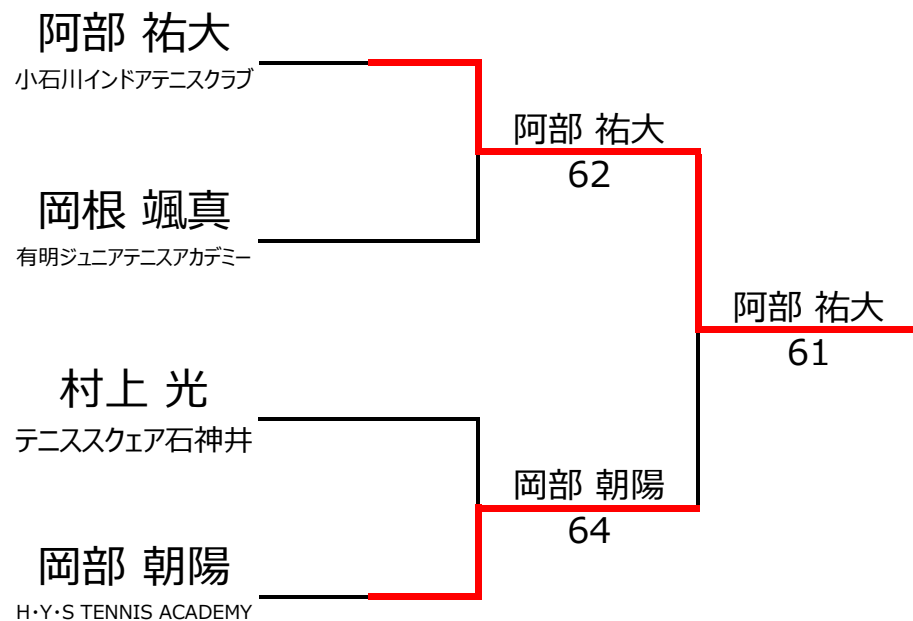 阿部 祐大
小石川インドアテニスクラブ
阿部 祐大
62
岡根 颯真
有明ジュニアテニスアカデミー
阿部 祐大
61
村上 光
テニススクェア石神井
岡部 朝陽
64
岡部 朝陽
H・Y・S TENNIS ACADEMY